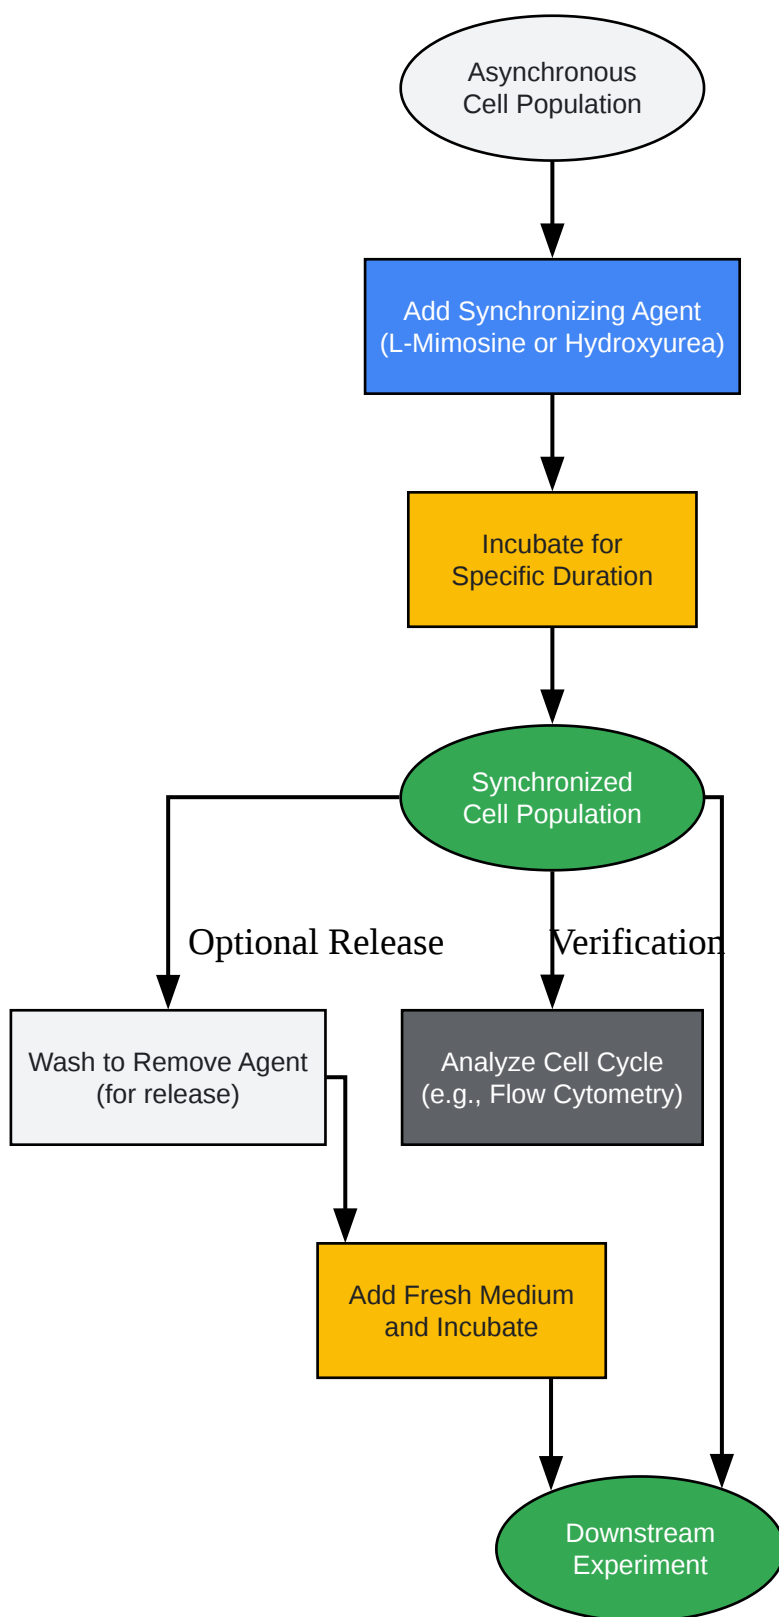 Asynchronous
Cell Population
Add Synchronizing Agent
(L-Mimosine or Hydroxyurea)
Incubate for
Specific Duration
Synchronized
Cell Population
Optional Release
Verification
Wash to Remove Agent
(for release)
Analyze Cell Cycle
(e.g., Flow Cytometry)
Add Fresh Medium
and Incubate
Downstream
Experiment